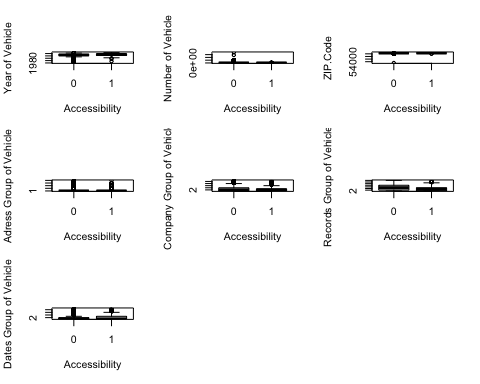 Year of Vehicle
1980
0 1
Accessibility
Number of Vehicle
0e+00
0 1
Accessibility
ZIP.Code
54000
0 1
Accessibility
Adress Group of Vehicle
1
0 1
Accessibility
Company Group of Vehicl
2
0 1
Accessibility
Records Group of Vehicle
2
0 1
Accessibility
Dates Group of Vehicle
2
0 1
Accessibility